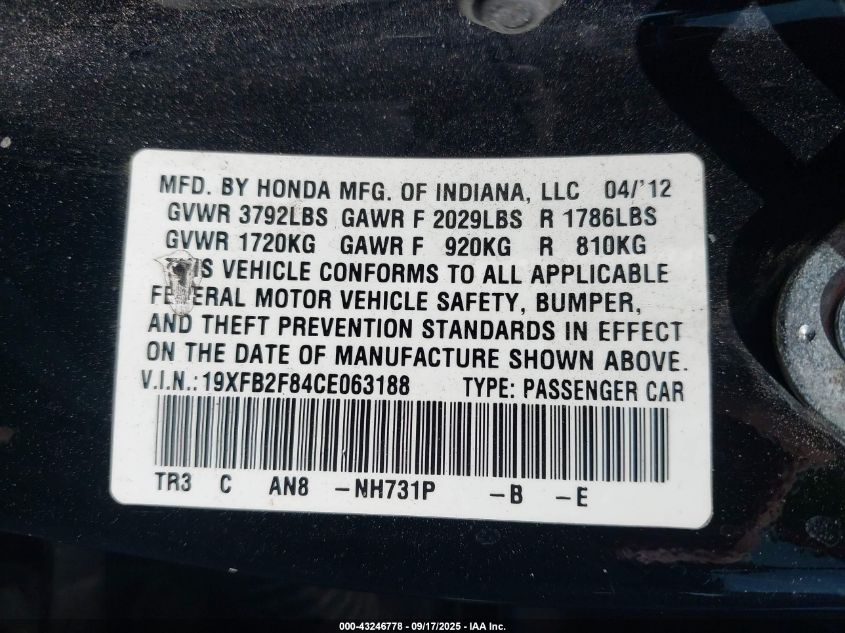 MFD. BY HONDA MFG. OF INDIANA, LLC 04/'12
GVWR 3792LBS GAWR F 2029LBS R 1786LBS
GVWR 1720KG GAWR F 920KG R 810KG
THIS VEHICLE CONFORMS TO ALL APPLICABLE
FEDERAL MOTOR VEHICLE SAFETY, BUMPER,
AND THEFT PREVENTION STANDARDS IN EFFECT
ON THE DATE OF MANUFACTURE SHOWN ABOVE.
V.I.N.:19XFB2F84CE063188 TYPE: PASSENGER CAR
TR3 C AN8 -NH731P -B -E
000-43246778 - 09/17/2025 - IAA Inc.